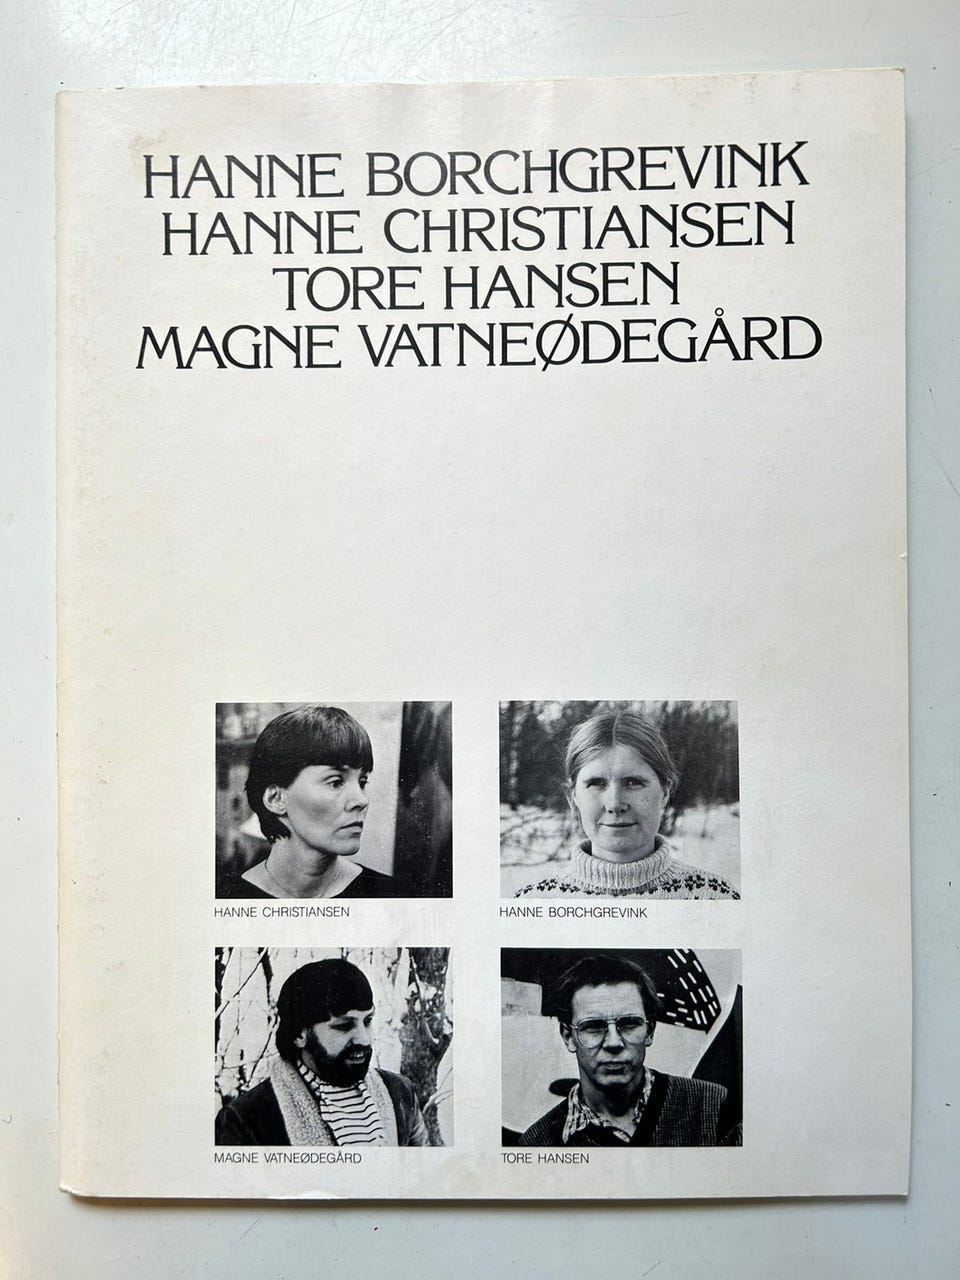 HANNE BORCHGREVINK
HANNE CHRISTIANSEN
TORE HANSEN
MAGNE VATNEØDEGÅRD
HANNE CHRISTIANSEN
HANNE BORCHGREVINK
MAGNE VATNEØDEGÅRD
TORE HANSEN